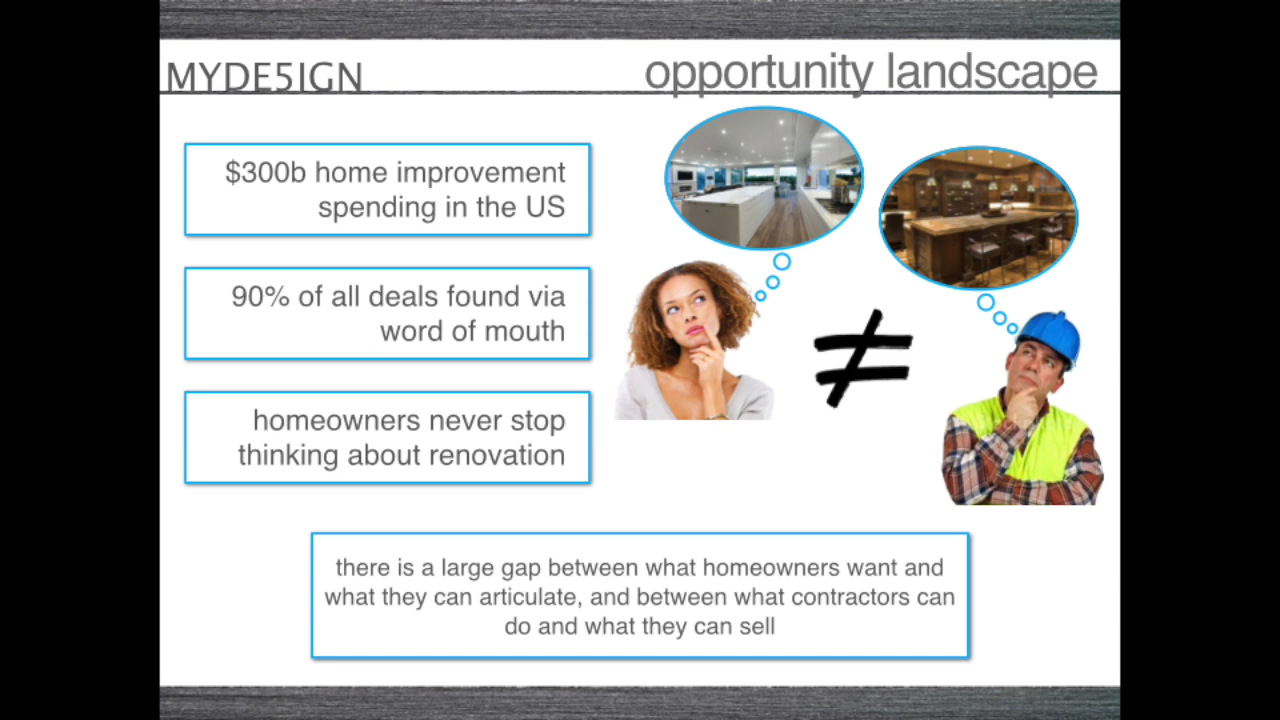 MYDE5IGN
opportunity landscape
$300b home improvement
spending in the US
90% of all deals found via
word of mouth
homeowners never stop
thinking about renovation
≠
there is a large gap between what homeowners want and
what they can articulate, and between what contractors can
do and what they can sell